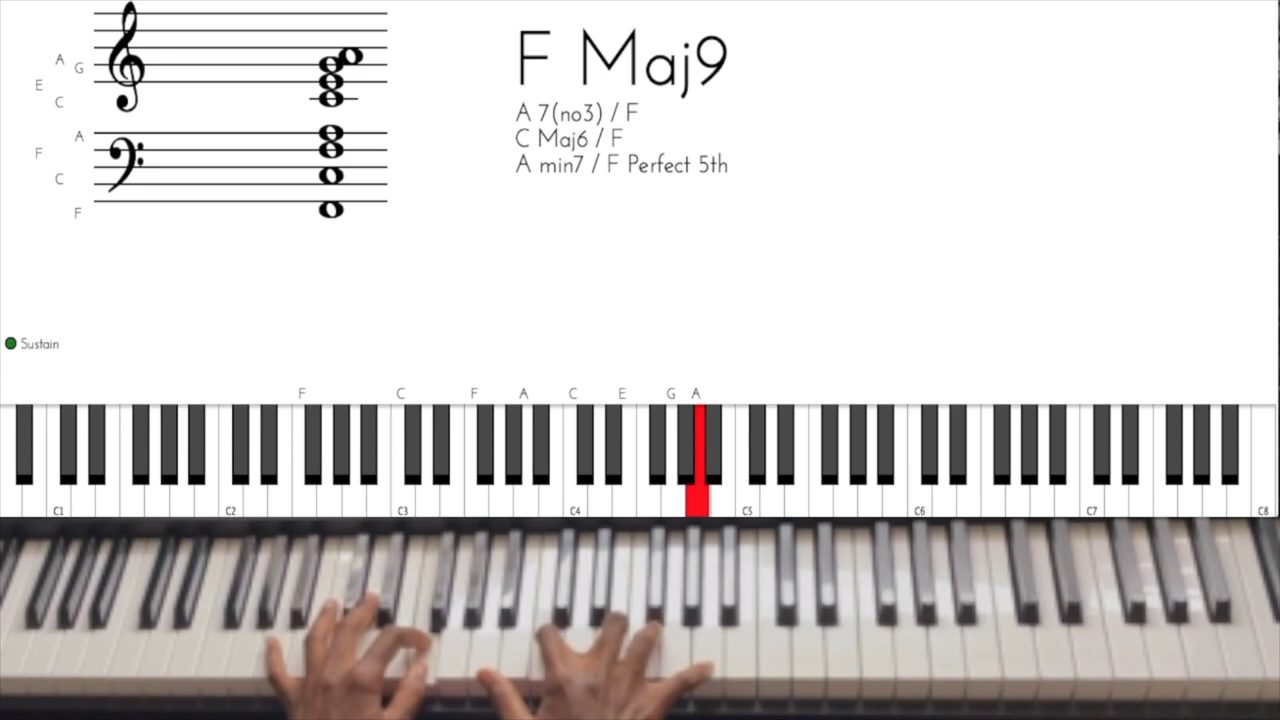 F Maj9
A 7(no3) / F
C Maj6 / F
A min7 / F Perfect 5th
A
G
E
C
A
F
C
F
Sustain
F C F A C E G A
C1 C2 C3 C4 C5 C6 C7 C8